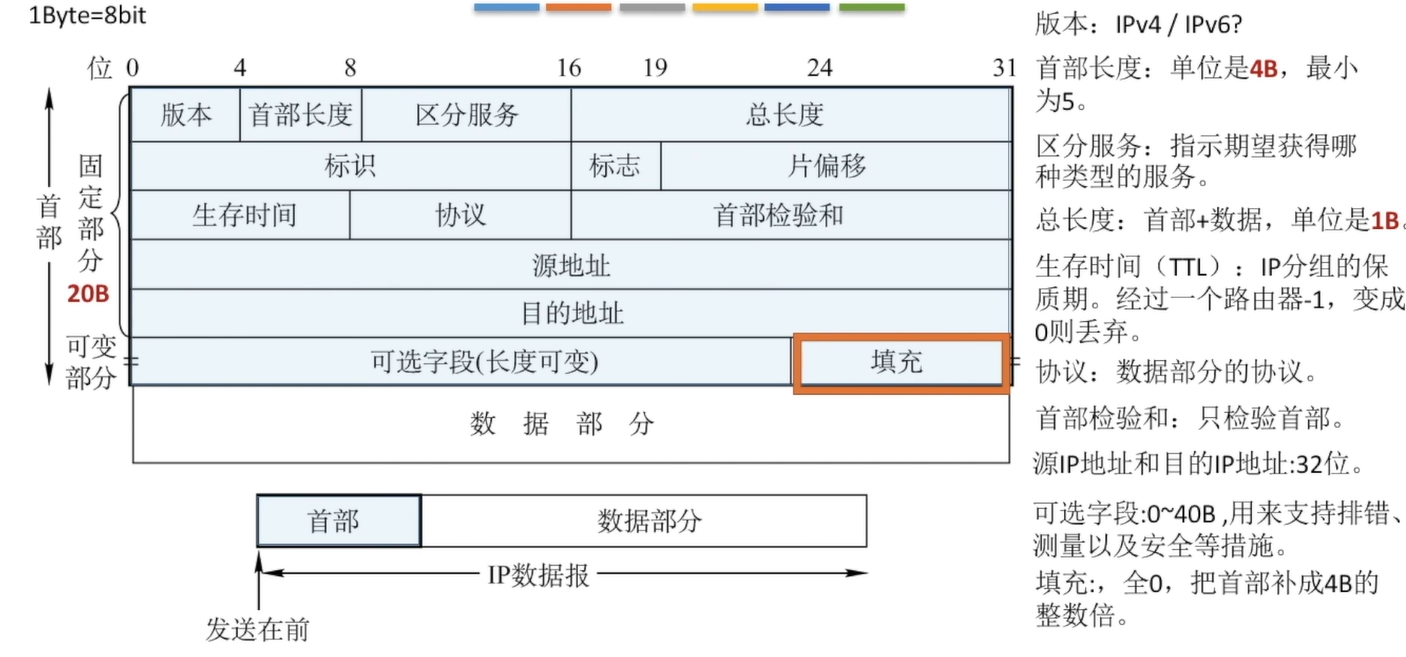 1Byte=8bit
位 0 4 8 16 19 24 31
版本 首部长度 区分服务 总长度
标识 标志 片偏移
生存时间 协议 首部检验和
源地址
目的地址
可选字段(长度可变) 填充
数 据 部 分
首部
固定部分
20B
可变
部分
首部 数据部分
IP数据报
发送在前
版本：IPv4 / IPv6?
首部长度：单位是4B，最小
为5。
区分服务：指示期望获得哪
种类型的服务。
总长度：首部+数据，单位是1B。
生存时间（TTL）：IP分组的保
质期。经过一个路由器-1，变成
0则丢弃。
协议：数据部分的协议。
首部检验和：只检验首部。
源IP地址和目的IP地址:32位。
可选字段:0~40B ,用来支持排错、
测量以及安全等措施。
填充:，全0，把首部补成4B的
整数倍。